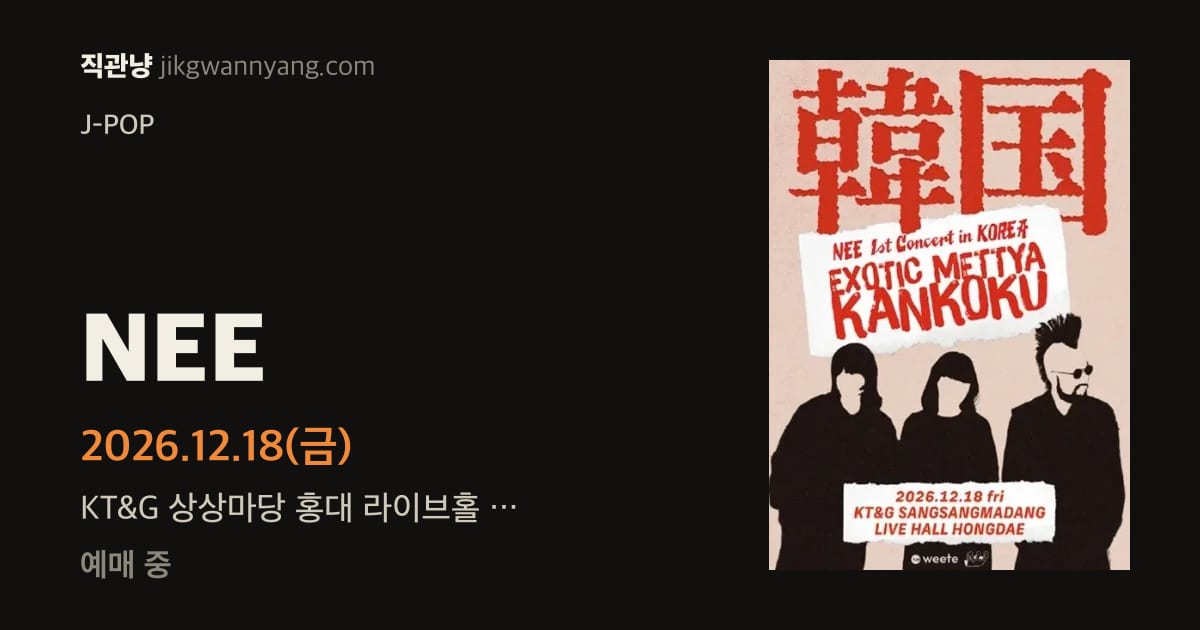 직관냥 jikgwannyang.com
J-POP
NEE
2026.12.18(금)
KT&G 상상마당 홍대 라이브홀 …
예매 중
韓国
NEE 1st Concert in KOREA
EXOTIC METTYA
KANKOKU
2026.12.18 fri
KT&G SANGSANGMADANG
LIVE HALL HONGDAE
weete